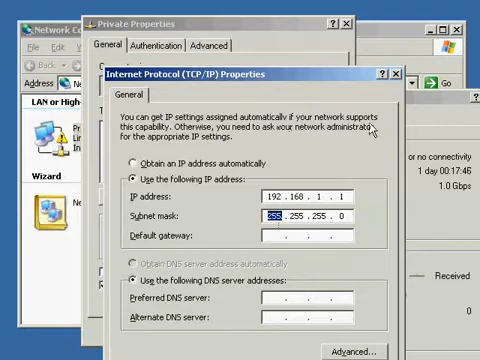 Network Co
Private Properties
File
Edit
Back
Address
Go
General
Authentication
Advanced
LAN or High-
Wizard
Internet Protocol (TCP/IP) Properties
General
You can get IP settings assigned automatically if your network supports
this capability. Otherwise, you need to ask your network administrator
for the appropriate IP settings.
Obtain an IP address automatically
Use the following IP address:
IP address:
192 . 168 . 1 . 1
Subnet mask:
255 . 255 . 255 . 0
Default gateway:
. . .
Obtain DNS server address automatically
Use the following DNS server addresses:
Preferred DNS server:
. . .
Alternate DNS server:
. . .
Advanced...
or no connectivity
1 day 00:17:46
1.0 Gbps
Received
0